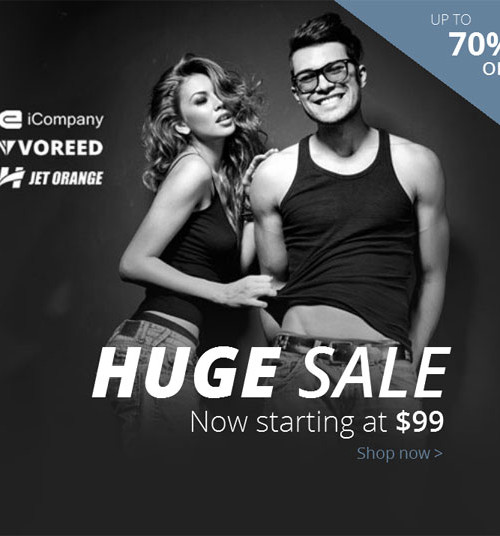 UP TO
70%
iCompany
VOREED
JET ORANGE
HUGE SALE
Now starting at $99
Shop now >